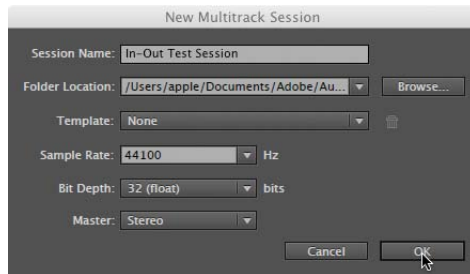 New Multitrack Session
Session Name: In-Out Test Session
Folder Location: /Users/apple/Documents/Adobe/Au... Browse...
Template: None
Sample Rate: 44100 Hz
Bit Depth: 32 (float) bits
Master: Stereo
Cancel OK